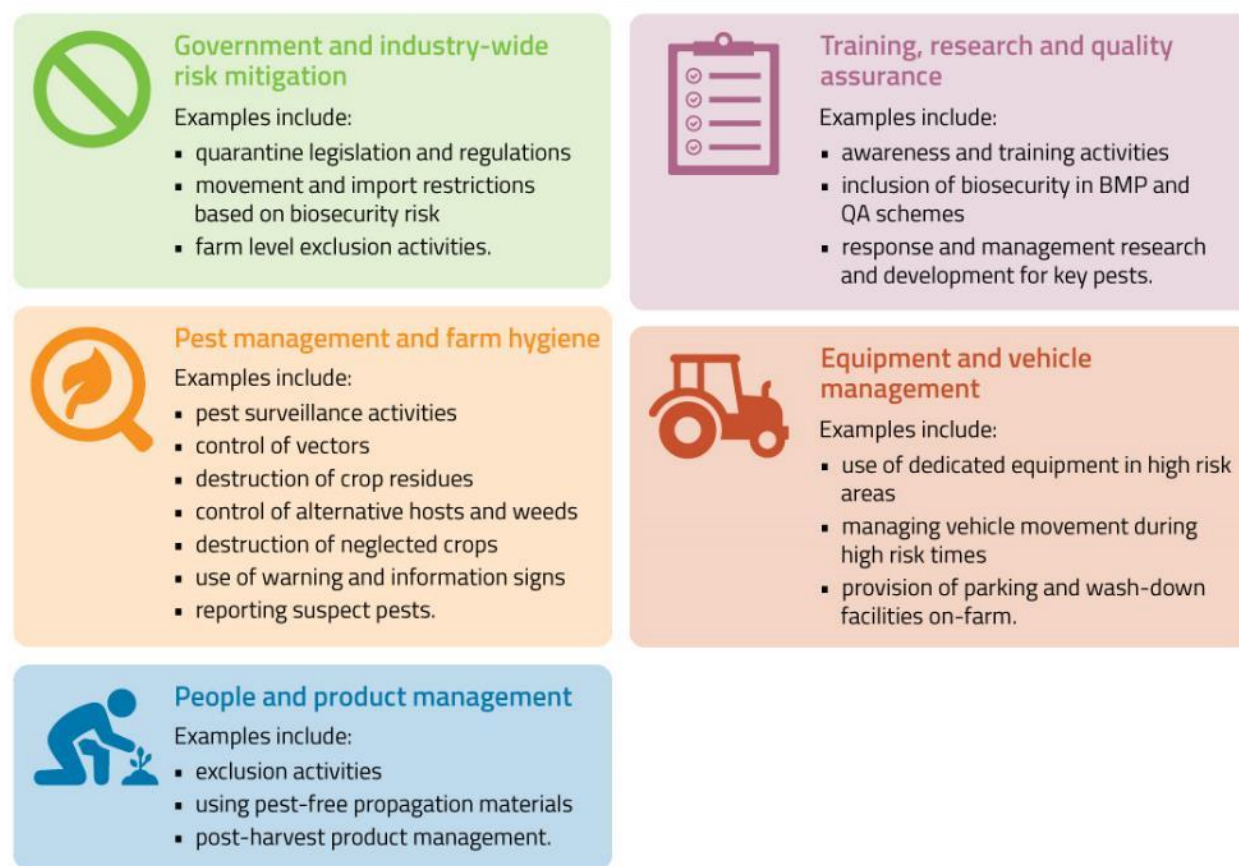 Government and industry-wide
risk mitigation
Examples include:
▪ quarantine legislation and regulations
▪ movement and import restrictions
based on biosecurity risk
▪ farm level exclusion activities.
Training, research and quality
assurance
Examples include:
▪ awareness and training activities
▪ inclusion of biosecurity in BMP and
QA schemes
▪ response and management research
and development for key pests.
Pest management and farm hygiene
Examples include:
▪ pest surveillance activities
▪ control of vectors
▪ destruction of crop residues
▪ control of alternative hosts and weeds
▪ destruction of neglected crops
▪ use of warning and information signs
▪ reporting suspect pests.
Equipment and vehicle
management
Examples include:
▪ use of dedicated equipment in high risk
areas
▪ managing vehicle movement during
high risk times
▪ provision of parking and wash-down
facilities on-farm.
People and product management
Examples include:
▪ exclusion activities
▪ using pest-free propagation materials
▪ post-harvest product management.